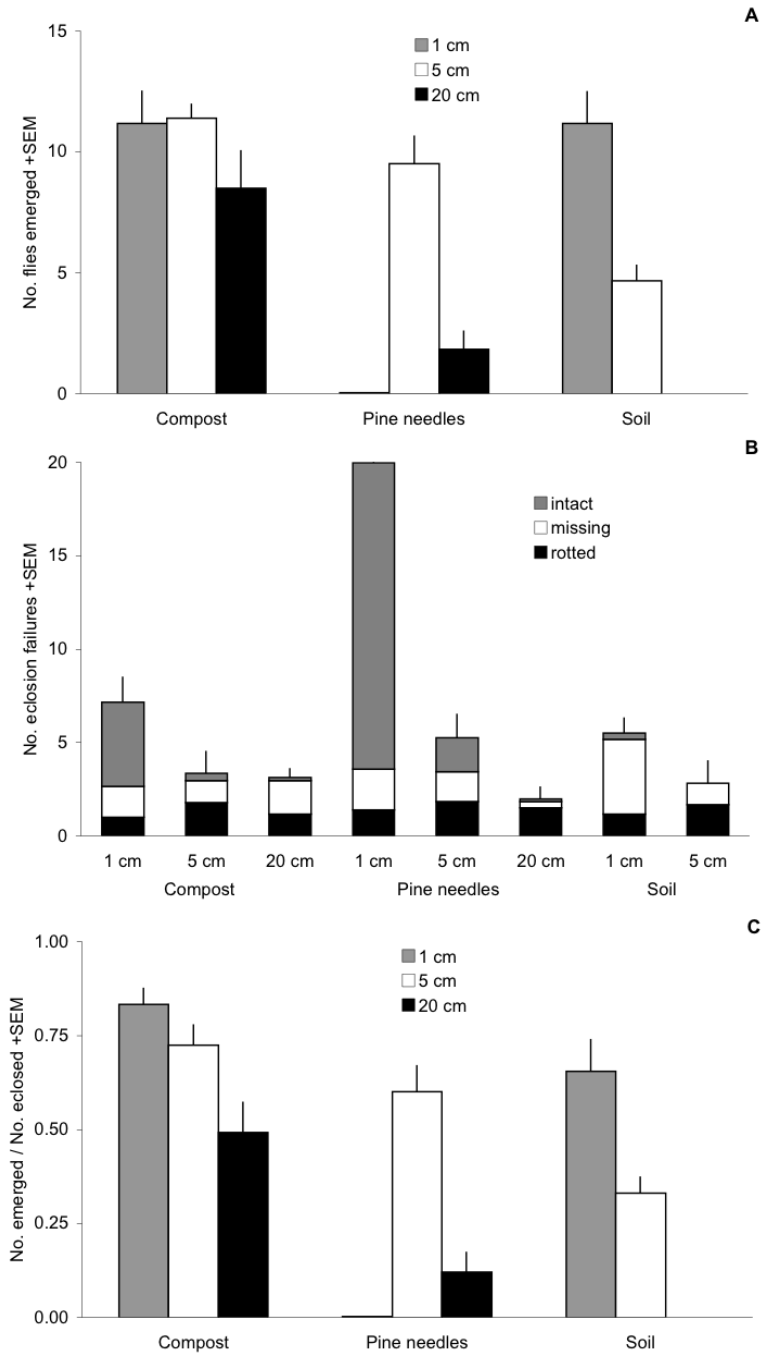 A
No. flies emerged +SEM
15
10
5
0
1 cm
5 cm
20 cm
Compost Pine needles Soil
B
No. eclosion failures +SEM
20
15
10
5
0
intact
missing
rotted
1 cm 5 cm 20 cm 1 cm 5 cm 20 cm 1 cm 5 cm
Compost Pine needles Soil
C
No. emerged / No. eclosed +SEM
1.00
0.75
0.50
0.25
0.00
1 cm
5 cm
20 cm
Compost Pine needles Soil